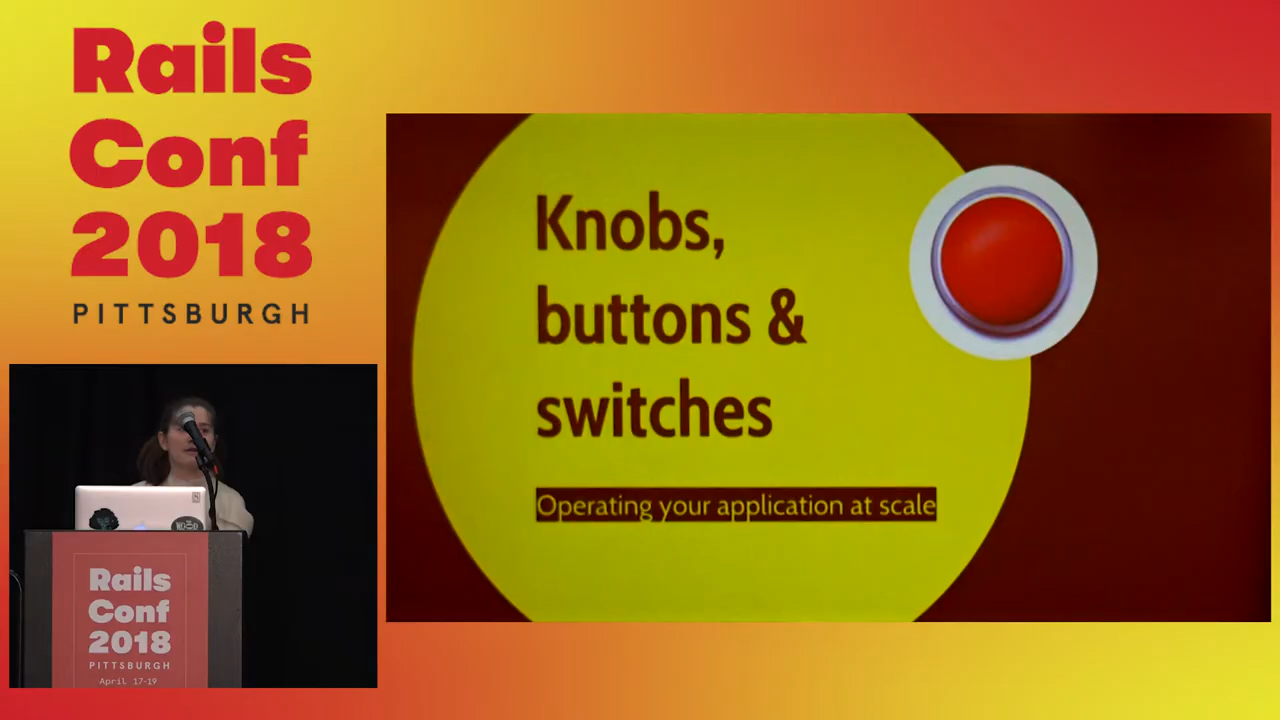 Rails
Conf
2018
PITTSBURGH
Knobs,
buttons &
switches
Operating your application at scale
Rails
Conf
2018
PITTSBURGH
April 17-19